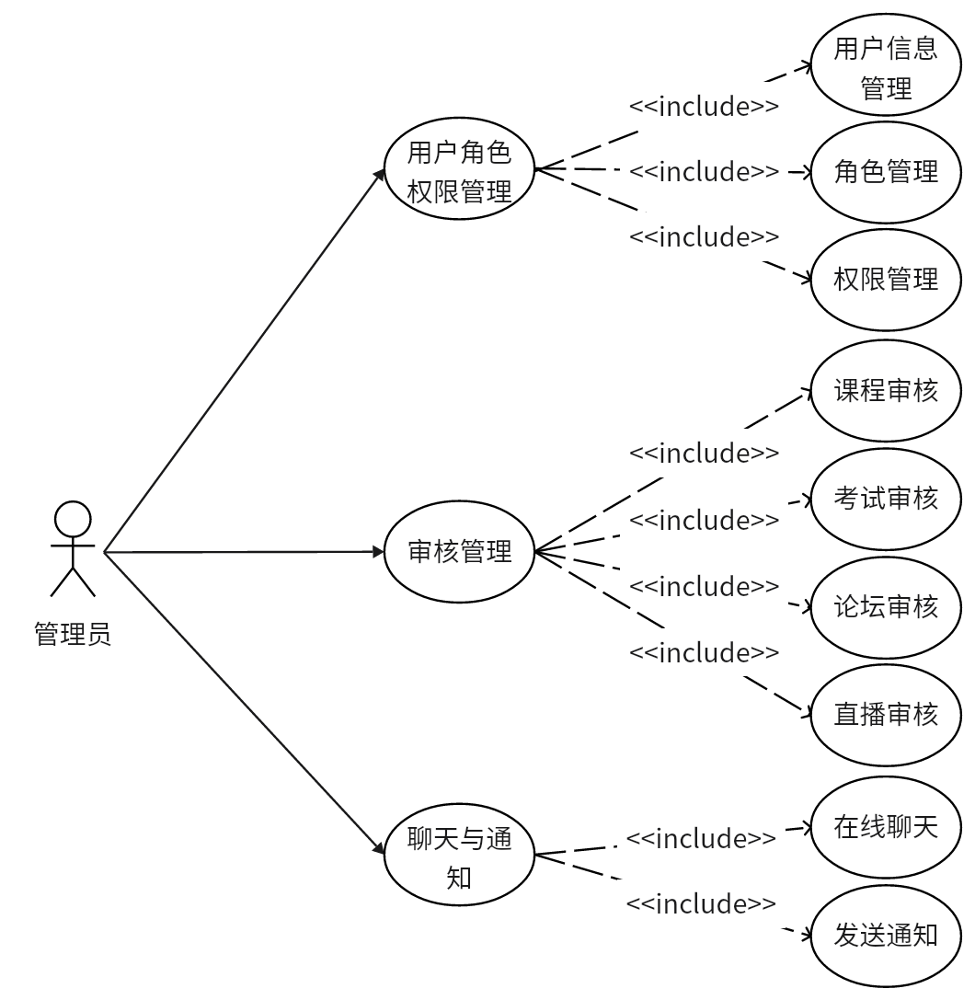 用户信息
管理
<<include>>
用户角色
权限管理
<<include>>
角色管理
<<include>>
权限管理
课程审核
<<include>>
考试审核
<<include>>
审核管理
<<include>>
论坛审核
管理员
<<include>>
直播审核
在线聊天
<<include>>
聊天与通
知
<<include>>
发送通知